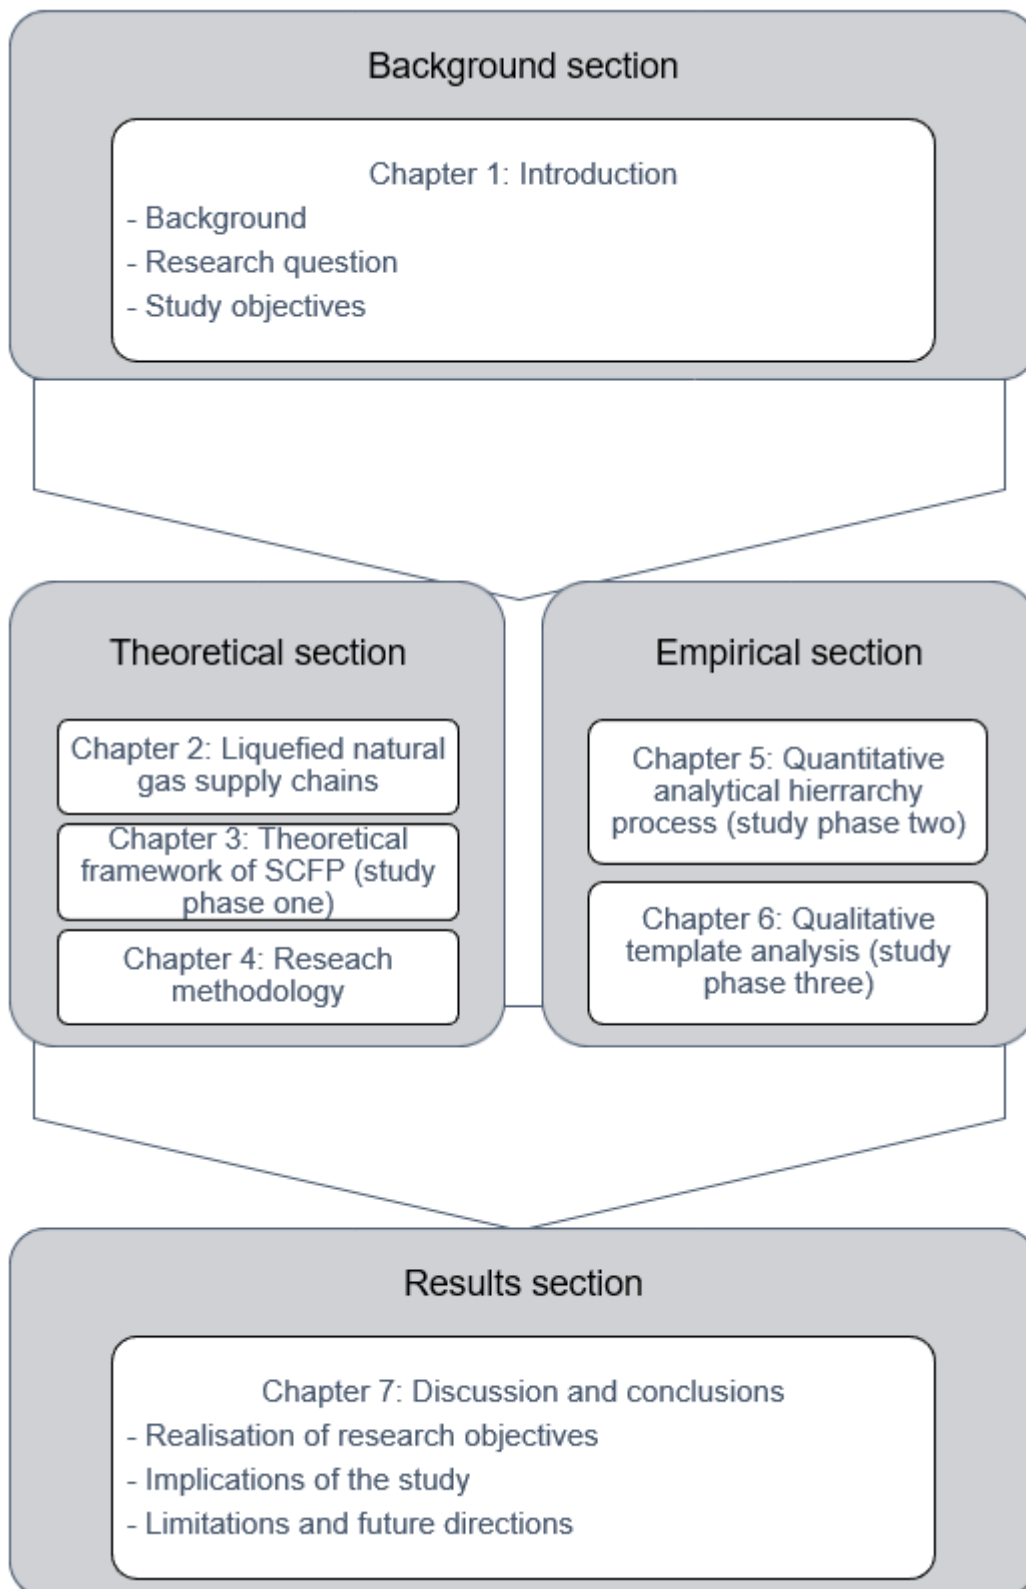 Background section
Chapter 1: Introduction
- Background
- Research question
- Study objectives
Theoretical section
Chapter 2: Liquefied natural
gas supply chains
Chapter 3: Theoretical
framework of SCFP (study
phase one)
Chapter 4: Reseach
methodology
Empirical section
Chapter 5: Quantitative
analytical hierarchy
process (study phase two)
Chapter 6: Qualitative
template analysis (study
phase three)
Results section
Chapter 7: Discussion and conclusions
- Realisation of research objectives
- Implications of the study
- Limitations and future directions